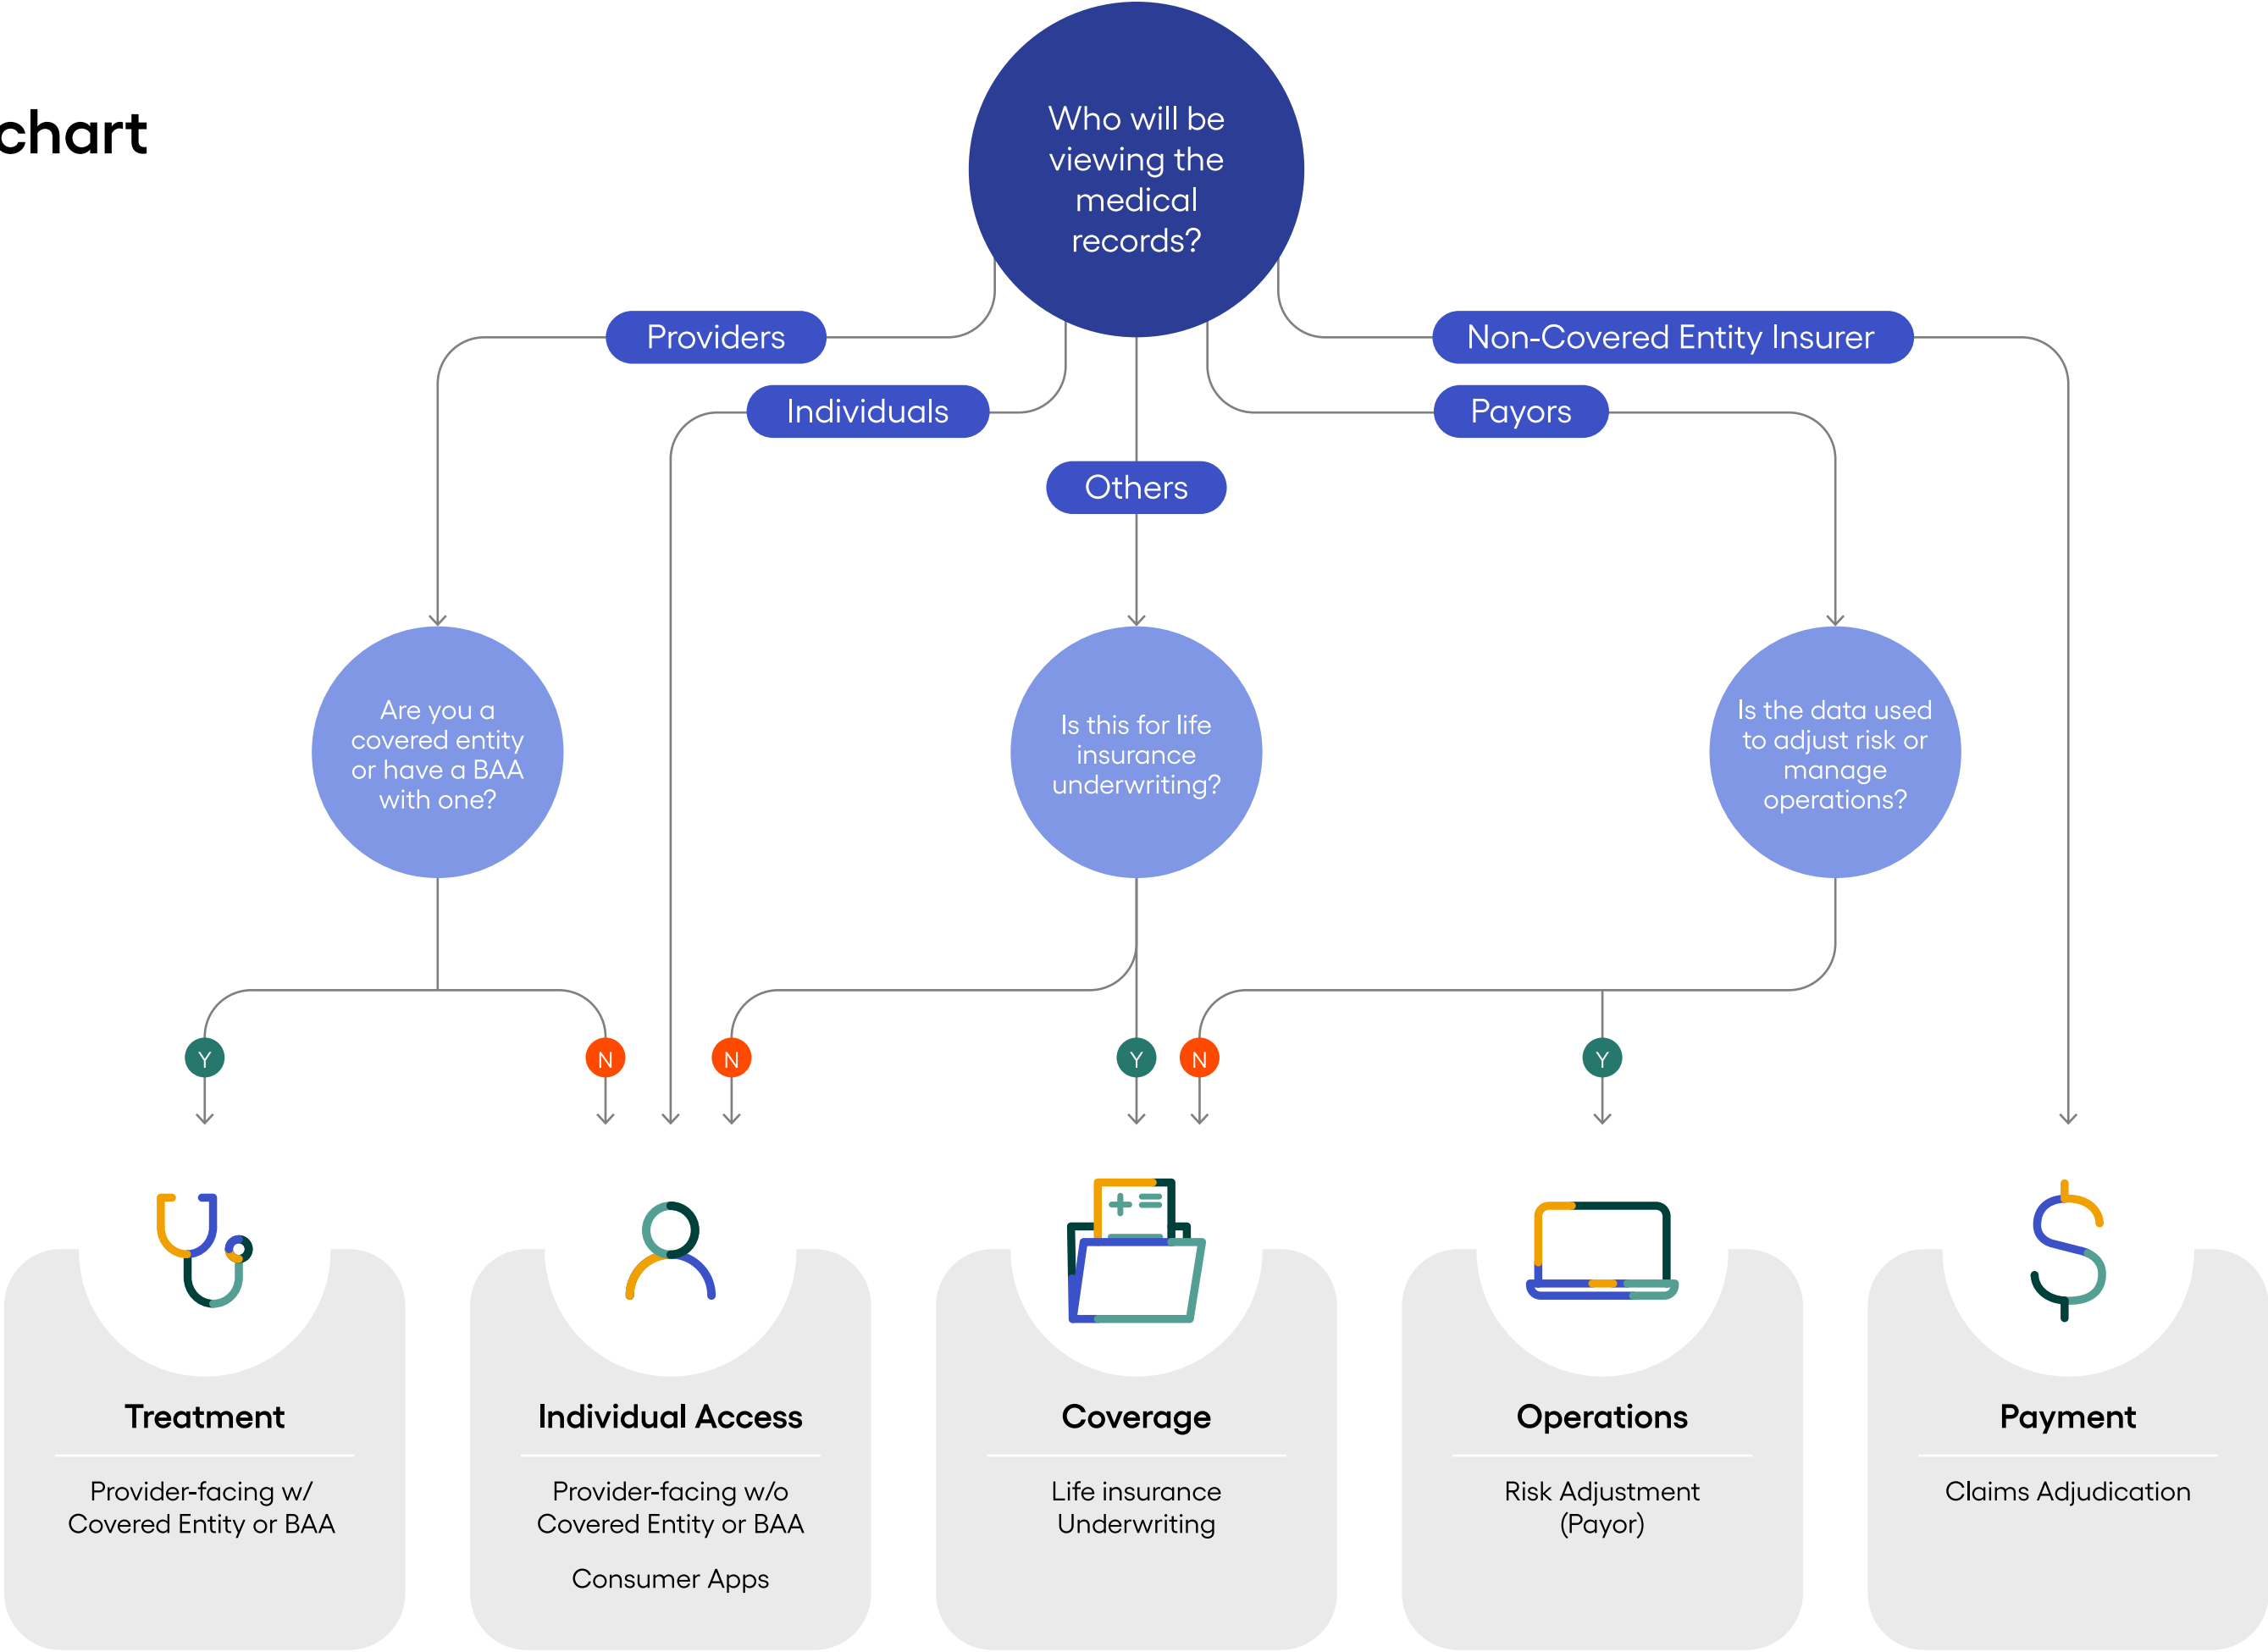 chart
Who will be
viewing the
medical
records?
Providers
Non-Covered Entity Insurer
Individuals
Payors
Others
Are you a
covered entity
or have a BAA
with one?
Is this for life
insurance
underwriting?
Is the data used
to adjust risk or
manage
operations?
Y
N
N
Y
N
Y
Treatment
Provider-facing w/
Covered Entity or BAA
Individual Access
Provider-facing w/o
Covered Entity or BAA
Consumer Apps
Coverage
Life insurance
Underwriting
Operations
Risk Adjustment
(Payor)
Payment
Claims Adjudication